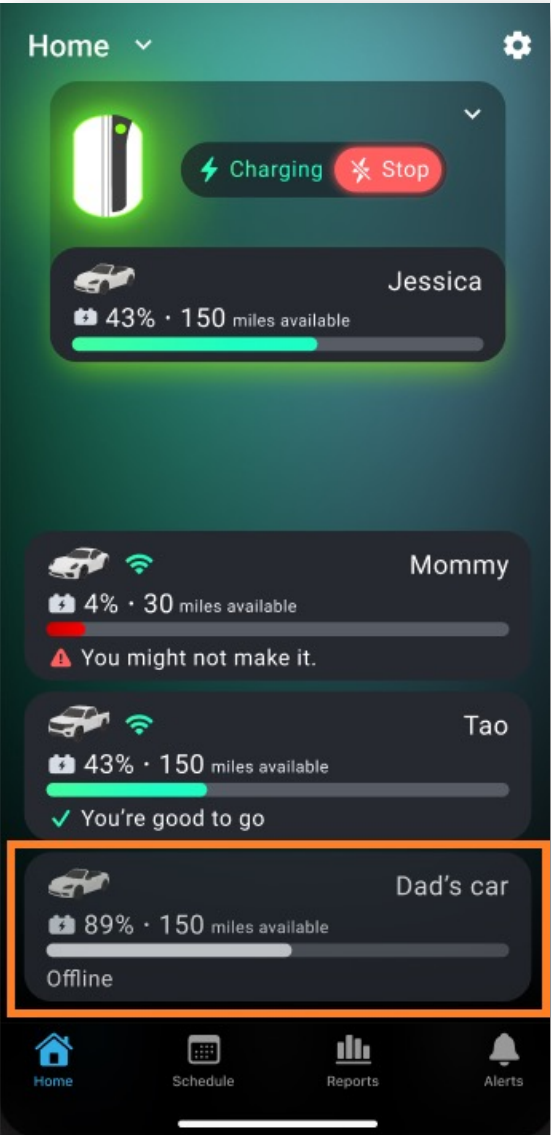 Home
Charging Stop
Jessica
43% · 150 miles available
Mommy
4% · 30 miles available
You might not make it.
Tao
43% · 150 miles available
You're good to go
Dad's car
89% · 150 miles available
Offline
Home Schedule Reports Alerts